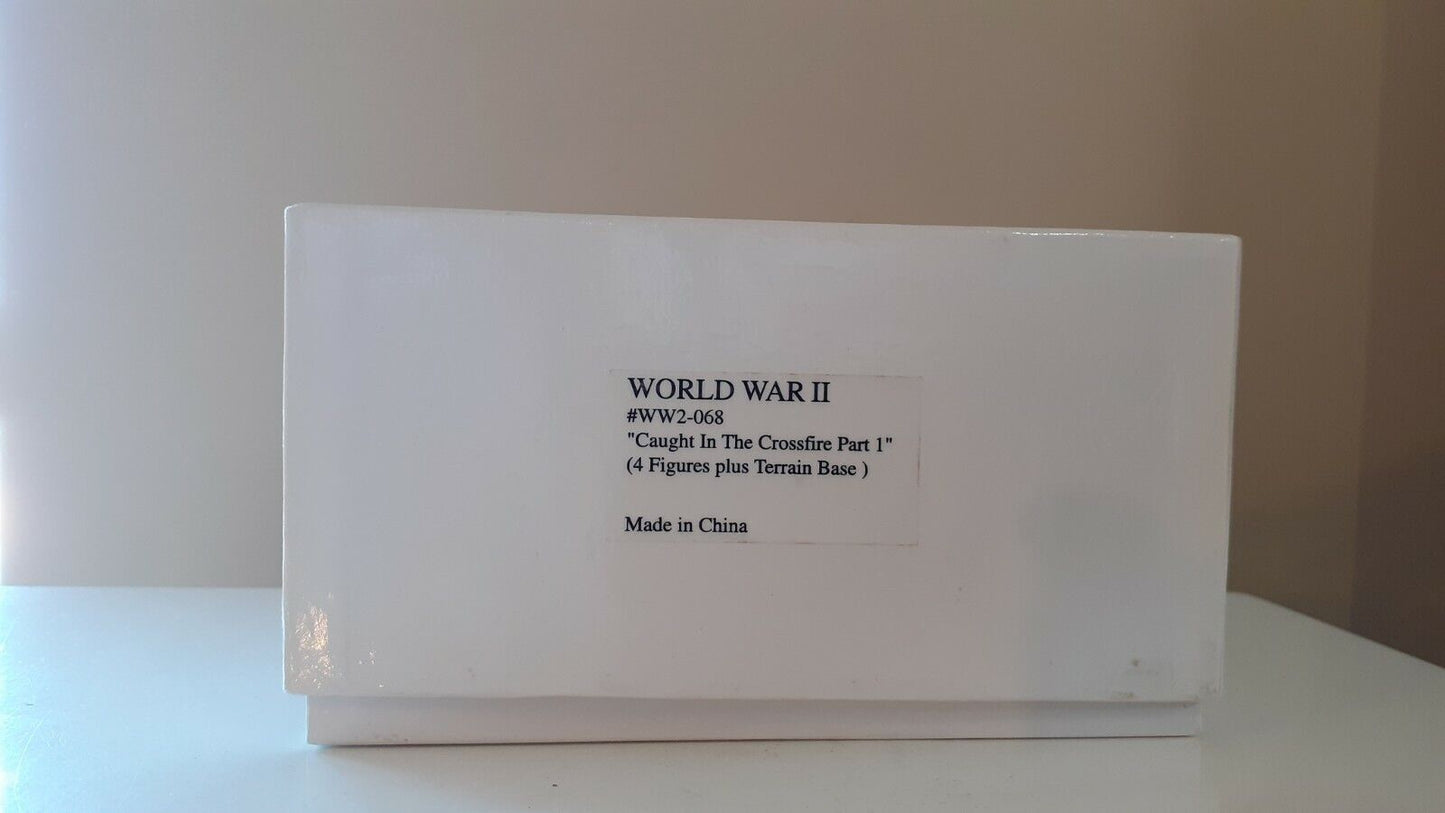 WORLD WAR II
#WW2-068
"Caught In The Crossfire Part 1"
(4 Figures plus Terrain Base )
Made in China